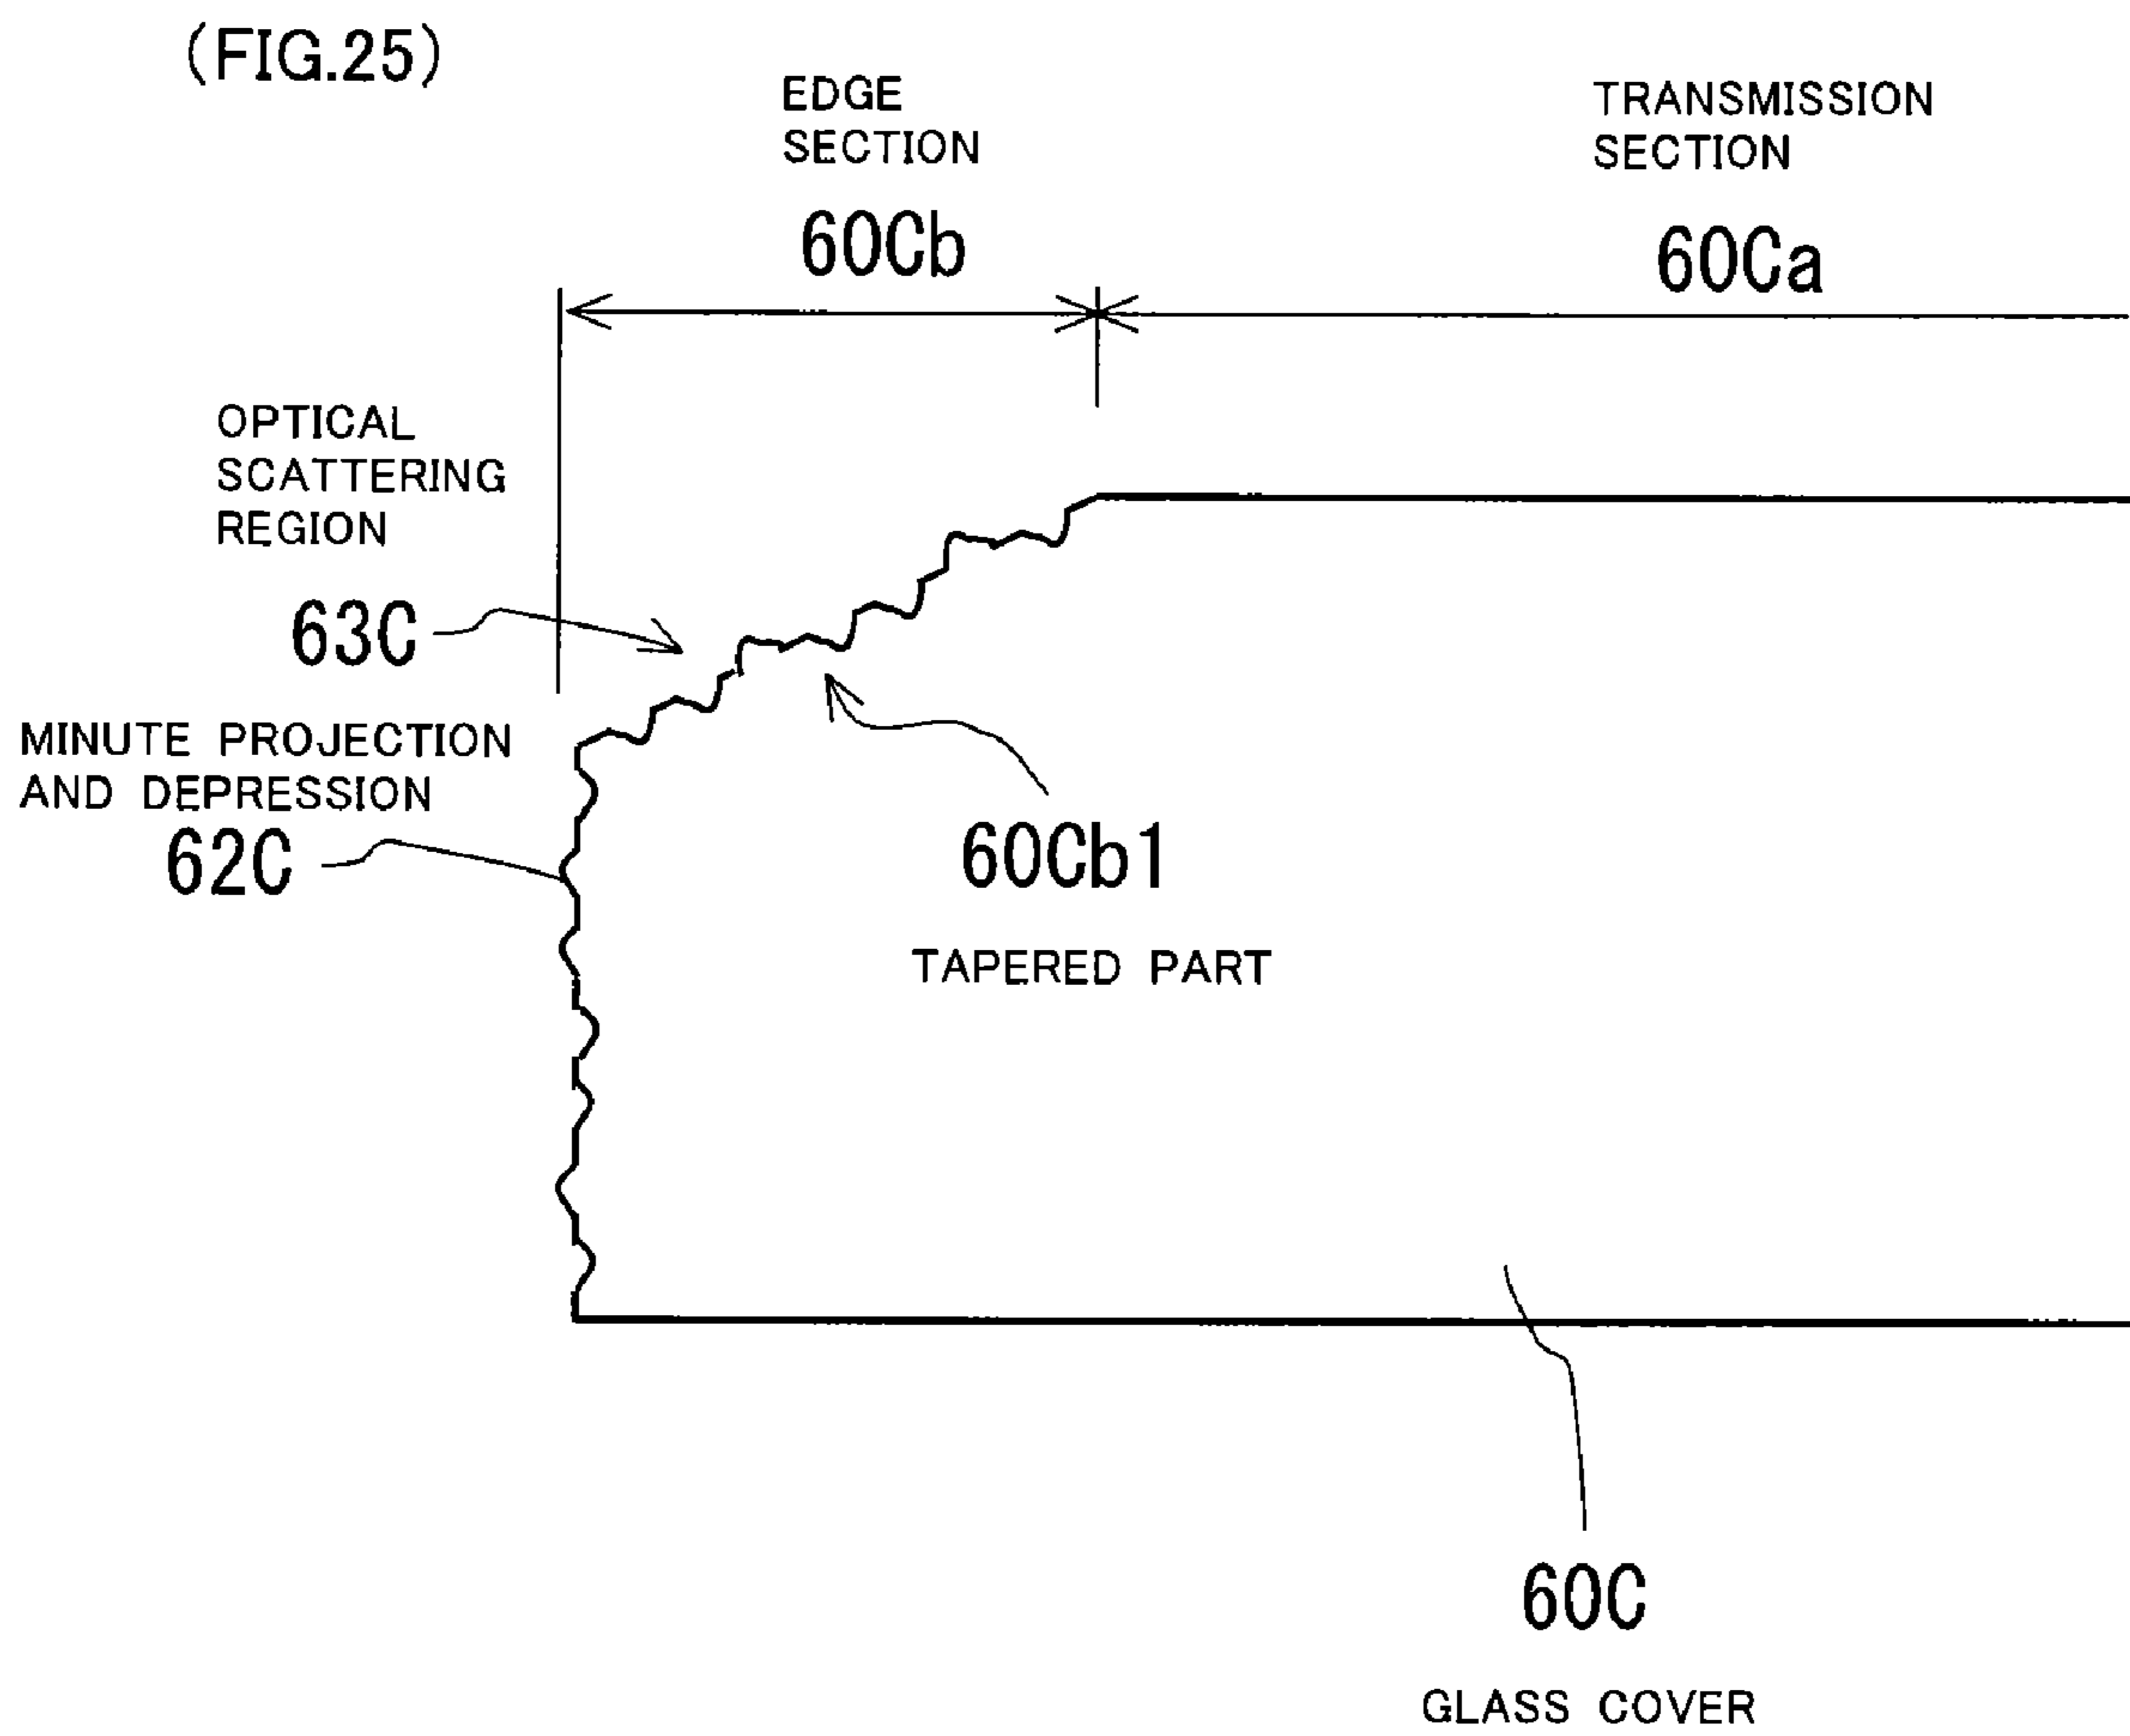 (FIG.25)
EDGE
SECTION
60Cb
TRANSMISSION
SECTION
60Ca
OPTICAL
SCATTERING
REGION
63C
MINUTE PROJECTION
AND DEPRESSION
62C
60Cb1
TAPERED PART
60C
GLASS COVER